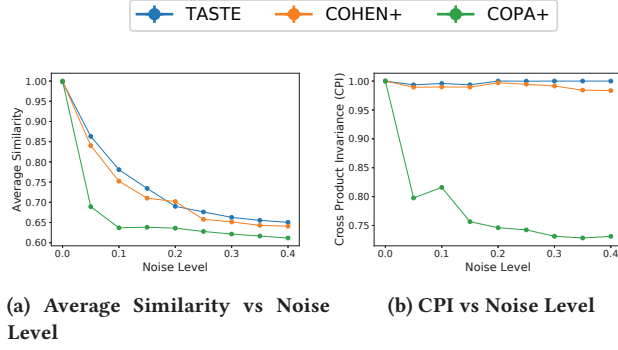 TASTE COHEN+ COPA+
1.00
0.95
0.90
0.85
0.80
0.75
0.70
0.65
0.60
Average Similarity
0.0 0.1 0.2 0.3 0.4
Noise Level
1.00
0.95
0.90
0.85
0.80
0.75
Cross Product Invariance (CPI)
0.0 0.1 0.2 0.3 0.4
Noise Level
(a) Average Similarity vs Noise
Level
(b) CPI vs Noise Level